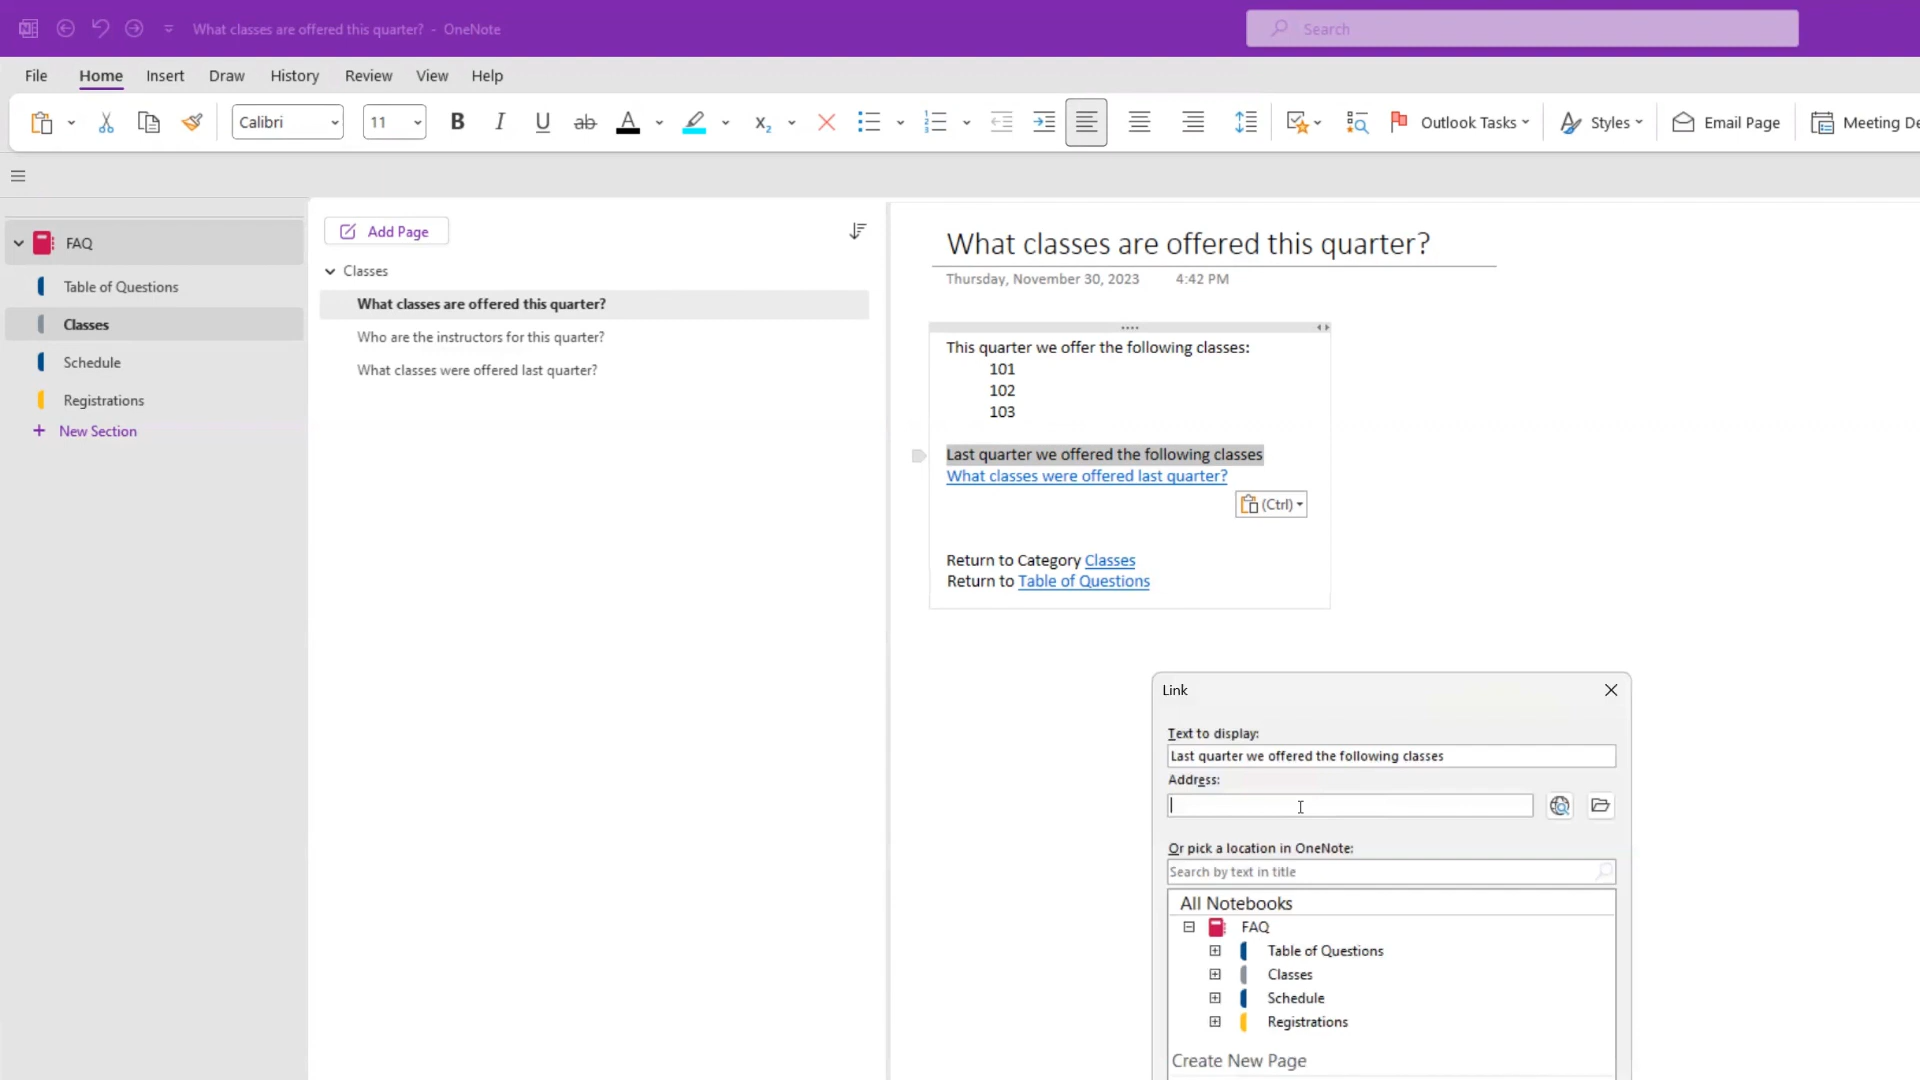 What classes are offered this quarter? - OneNote
Search
File Home Insert Draw History Review View Help
Calibri 11 B I U ab A x₂ Outlook Tasks Styles Email Page Meeting De
FAQ
Table of Questions
Classes
Schedule
Registrations
+ New Section
Add Page
Classes
What classes are offered this quarter?
Who are the instructors for this quarter?
What classes were offered last quarter?
What classes are offered this quarter?
Thursday, November 30, 2023 4:42 PM
This quarter we offer the following classes:
101
102
103
Last quarter we offered the following classes
What classes were offered last quarter?
(Ctrl)
Return to Category Classes
Return to Table of Questions
Link
Text to display:
Last quarter we offered the following classes
Address:
Or pick a location in OneNote:
Search by text in title
All Notebooks
FAQ
Table of Questions
Classes
Schedule
Registrations
Create New Page